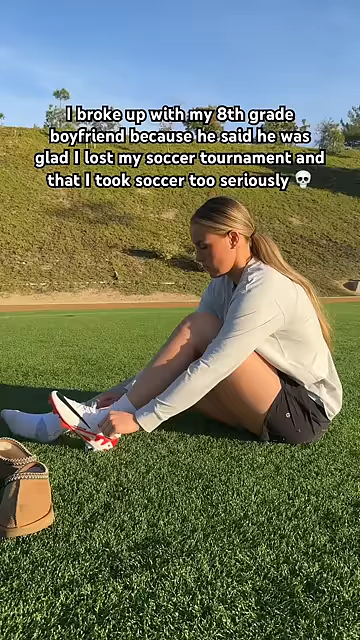 I broke up with my 8th grade
boyfriend because he said he was
glad I lost my soccer tournament and
that I took soccer too seriously 💀